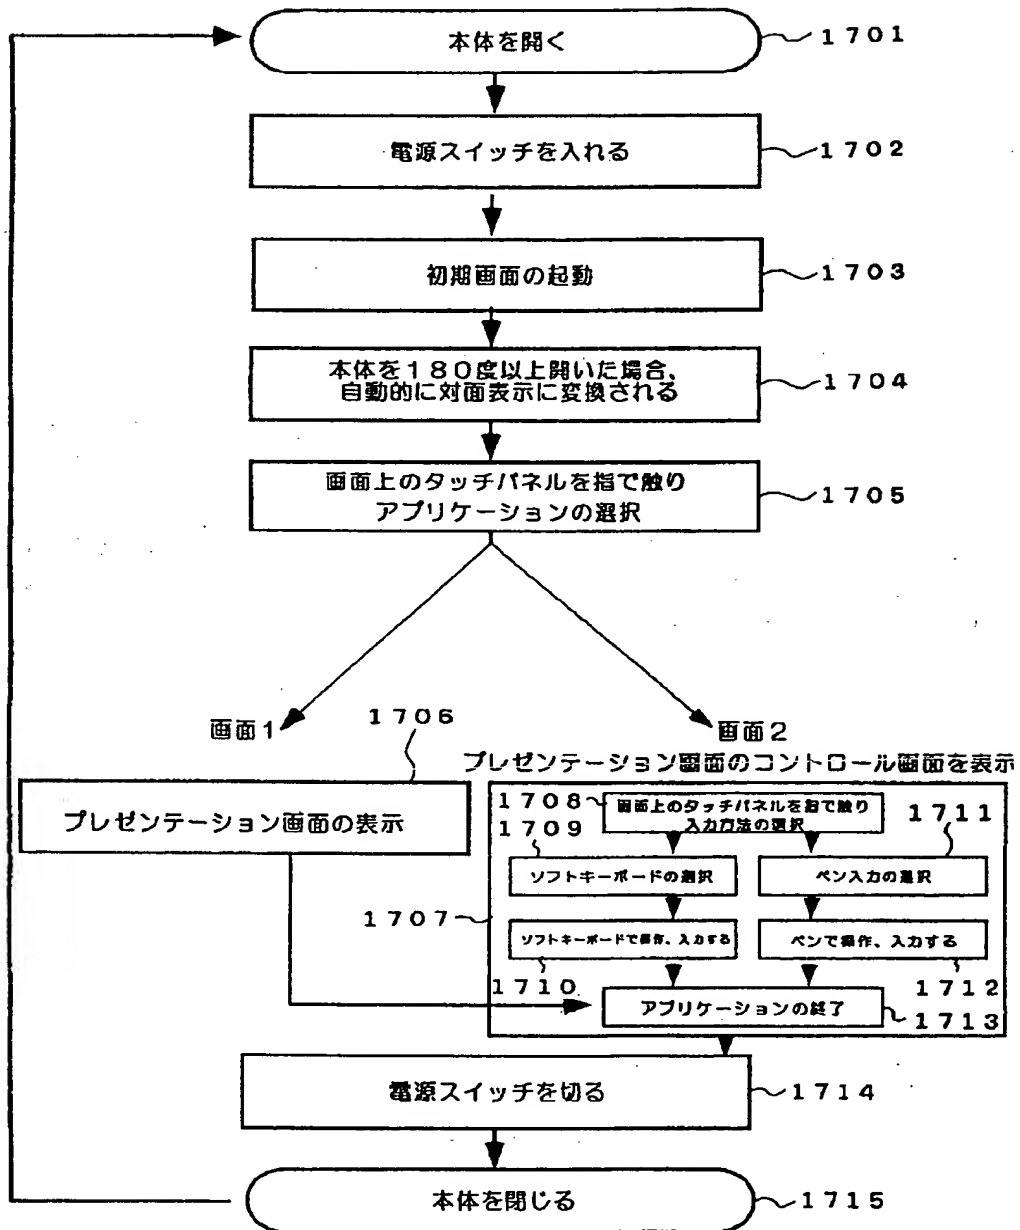 本体を開く
1701
電源スイッチを入れる
1702
初期画面の起動
1703
本体を180度以上開いた場合、
自動的に対面表示に変換される
1704
画面上のタッチパネルを指で触り
アプリケーションの選択
1705
画面1
1706
プレゼンテーション画面の表示
画面2
プレゼンテーション画面のコントロール画面を表示
1707
1708
画面上のタッチパネルを指で触り
入力方法の選択
1709
1711
ソフトキーボードの選択
ペン入力の選択
ソフトキーボードで操作、入力する
ペンで操作、入力する
1710
1712
アプリケーションの終了
1713
電源スイッチを切る
1714
本体を閉じる
1715